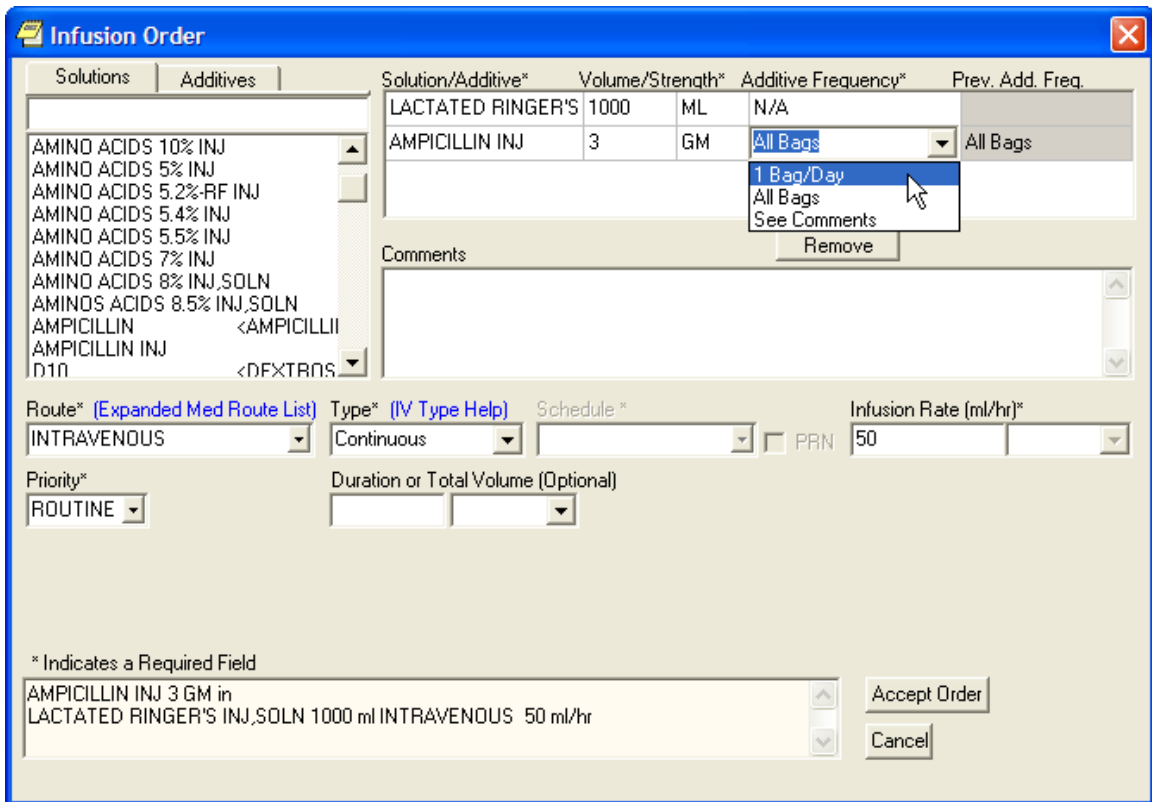 Infusion Order
Solutions Additives
Solution/Additive* Volume/Strength* Additive Frequency* Prev. Add. Freq.
LACTATED RINGER'S 1000 ML N/A
AMPICILLIN INJ 3 GM All Bags All Bags
1 Bag/Day
All Bags
See Comments
Remove
AMINO ACIDS 10% INJ
AMINO ACIDS 5% INJ
AMINO ACIDS 5.2%-RF INJ
AMINO ACIDS 5.4% INJ
AMINO ACIDS 5.5% INJ
AMINO ACIDS 7% INJ
AMINO ACIDS 8% INJ,SOLN
AMINOS ACIDS 8.5% INJ,SOLN
AMPICILLIN <AMPICILLI
AMPICILLIN INJ
D10 <DEXTROS
Comments
Route* (Expanded Med Route List) Type* (IV Type Help) Schedule * Infusion Rate (ml/hr)*
INTRAVENOUS Continuous PRN 50
Priority* Duration or Total Volume (Optional)
ROUTINE
* Indicates a Required Field
AMPICILLIN INJ 3 GM in
LACTATED RINGER'S INJ,SOLN 1000 ml INTRAVENOUS 50 ml/hr
Accept Order
Cancel